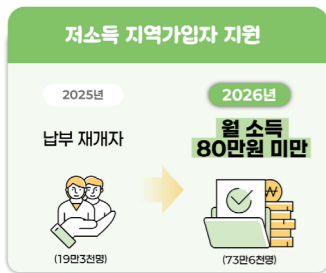 저소득 지역가입자 지원
2025년
2026년
납부 재개자
월 소득
80만원 미만
₩
(19만3천명)
(73만6천명)